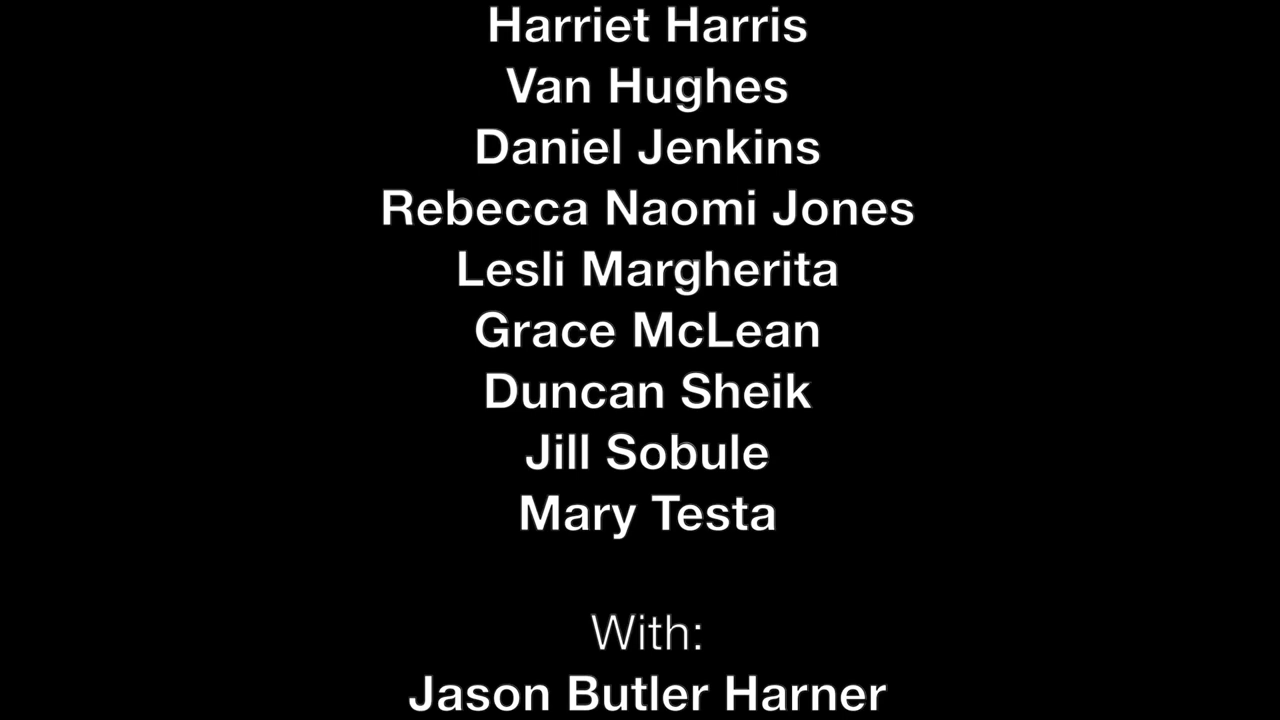 Harriet Harris
Van Hughes
Daniel Jenkins
Rebecca Naomi Jones
Lesli Margherita
Grace McLean
Duncan Sheik
Jill Sobule
Mary Testa
With:
Jason Butler Harner